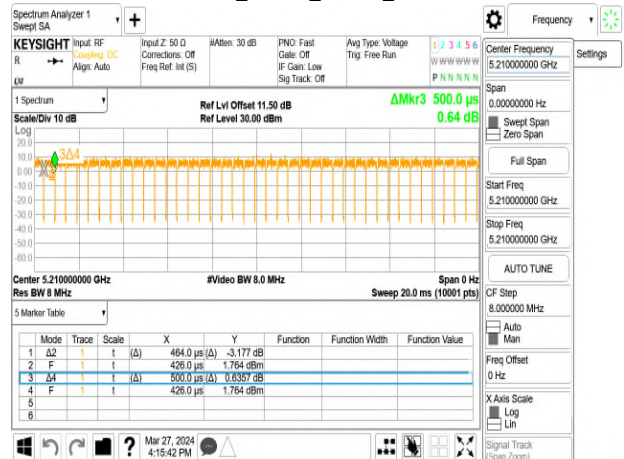 Spectrum Analyzer 1
Swept SA
Frequency
KEYSIGHT
R
Input: RF
Coupling: DC
Align: Auto
Input Z: 50 Ω
Corrections: Off
Freq Ref: Int (S)
#Atten: 30 dB
PNO: Fast
Gate: Off
IF Gain: Low
Sig Track: Off
Avg Type: Voltage
Trig: Free Run
1 2 3 4 5 6
W W W W W W
P N N N N N
1 Spectrum
Scale/Div 10 dB
Ref Lvl Offset 11.50 dB
Ref Level 30.00 dBm
ΔMkr3 500.0 µs
0.64 dB
Log
20.0
10.0
0.00
-10.0
-20.0
-30.0
-40.0
-50.0
-60.0
3Δ4
Center 5.210000000 GHz
Res BW 8 MHz
#Video BW 8.0 MHz
Span 0 Hz
Sweep 20.0 ms (10001 pts)
5 Marker Table
Mode Trace Scale X Y Function Function Width Function Value
1 Δ2 1 t (Δ) 464.0 µs (Δ) -3.177 dB
2 F 1 t 426.0 µs 1.764 dBm
3 Δ4 1 t (Δ) 500.0 µs (Δ) 0.6357 dB
4 F 1 t 426.0 µs 1.764 dBm
5
6
Mar 27, 2024
4:15:42 PM
Center Frequency
5.210000000 GHz
Settings
Span
0.00000000 Hz
Swept Span
Zero Span
Full Span
Start Freq
5.210000000 GHz
Stop Freq
5.210000000 GHz
AUTO TUNE
CF Step
8.000000 MHz
Auto
Man
Freq Offset
0 Hz
X Axis Scale
Log
Lin
Signal Track
(Span Zoom)